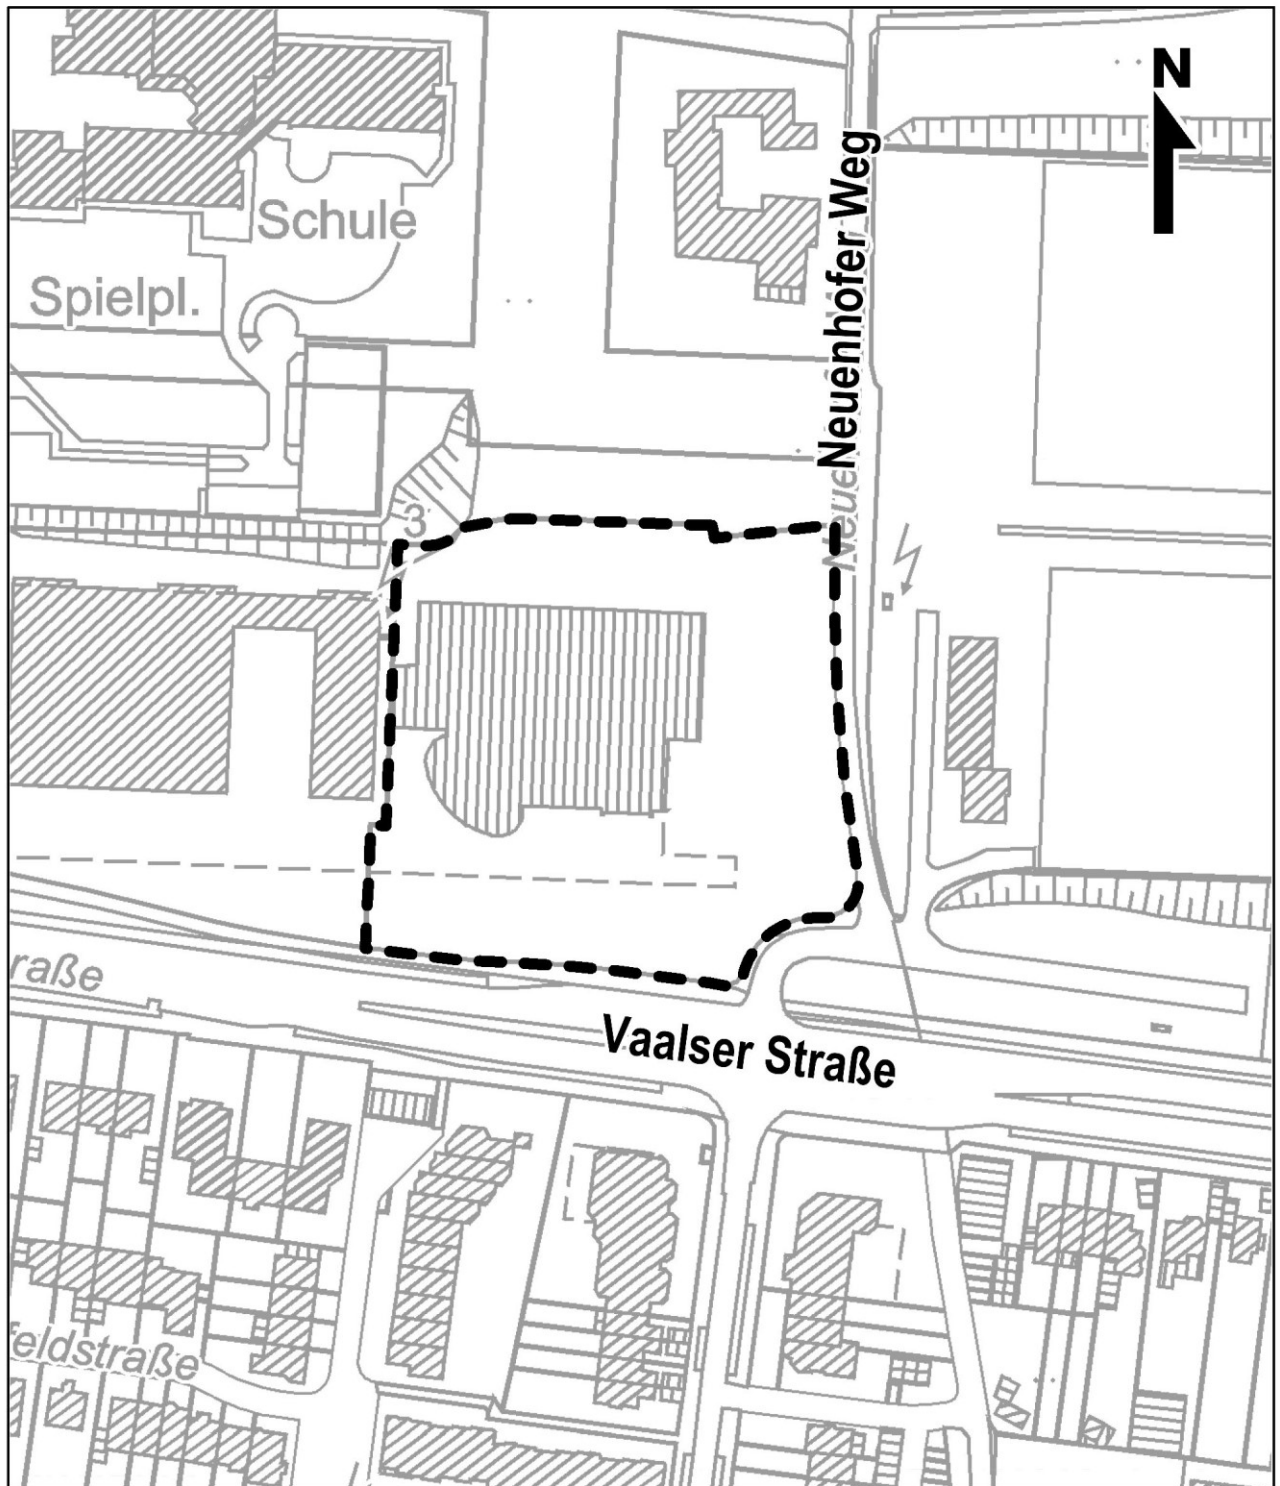 N
Neuenhofer Weg
Schule
Spielpl.
Neue
3
raße
Vaalser Straße
feldstraße